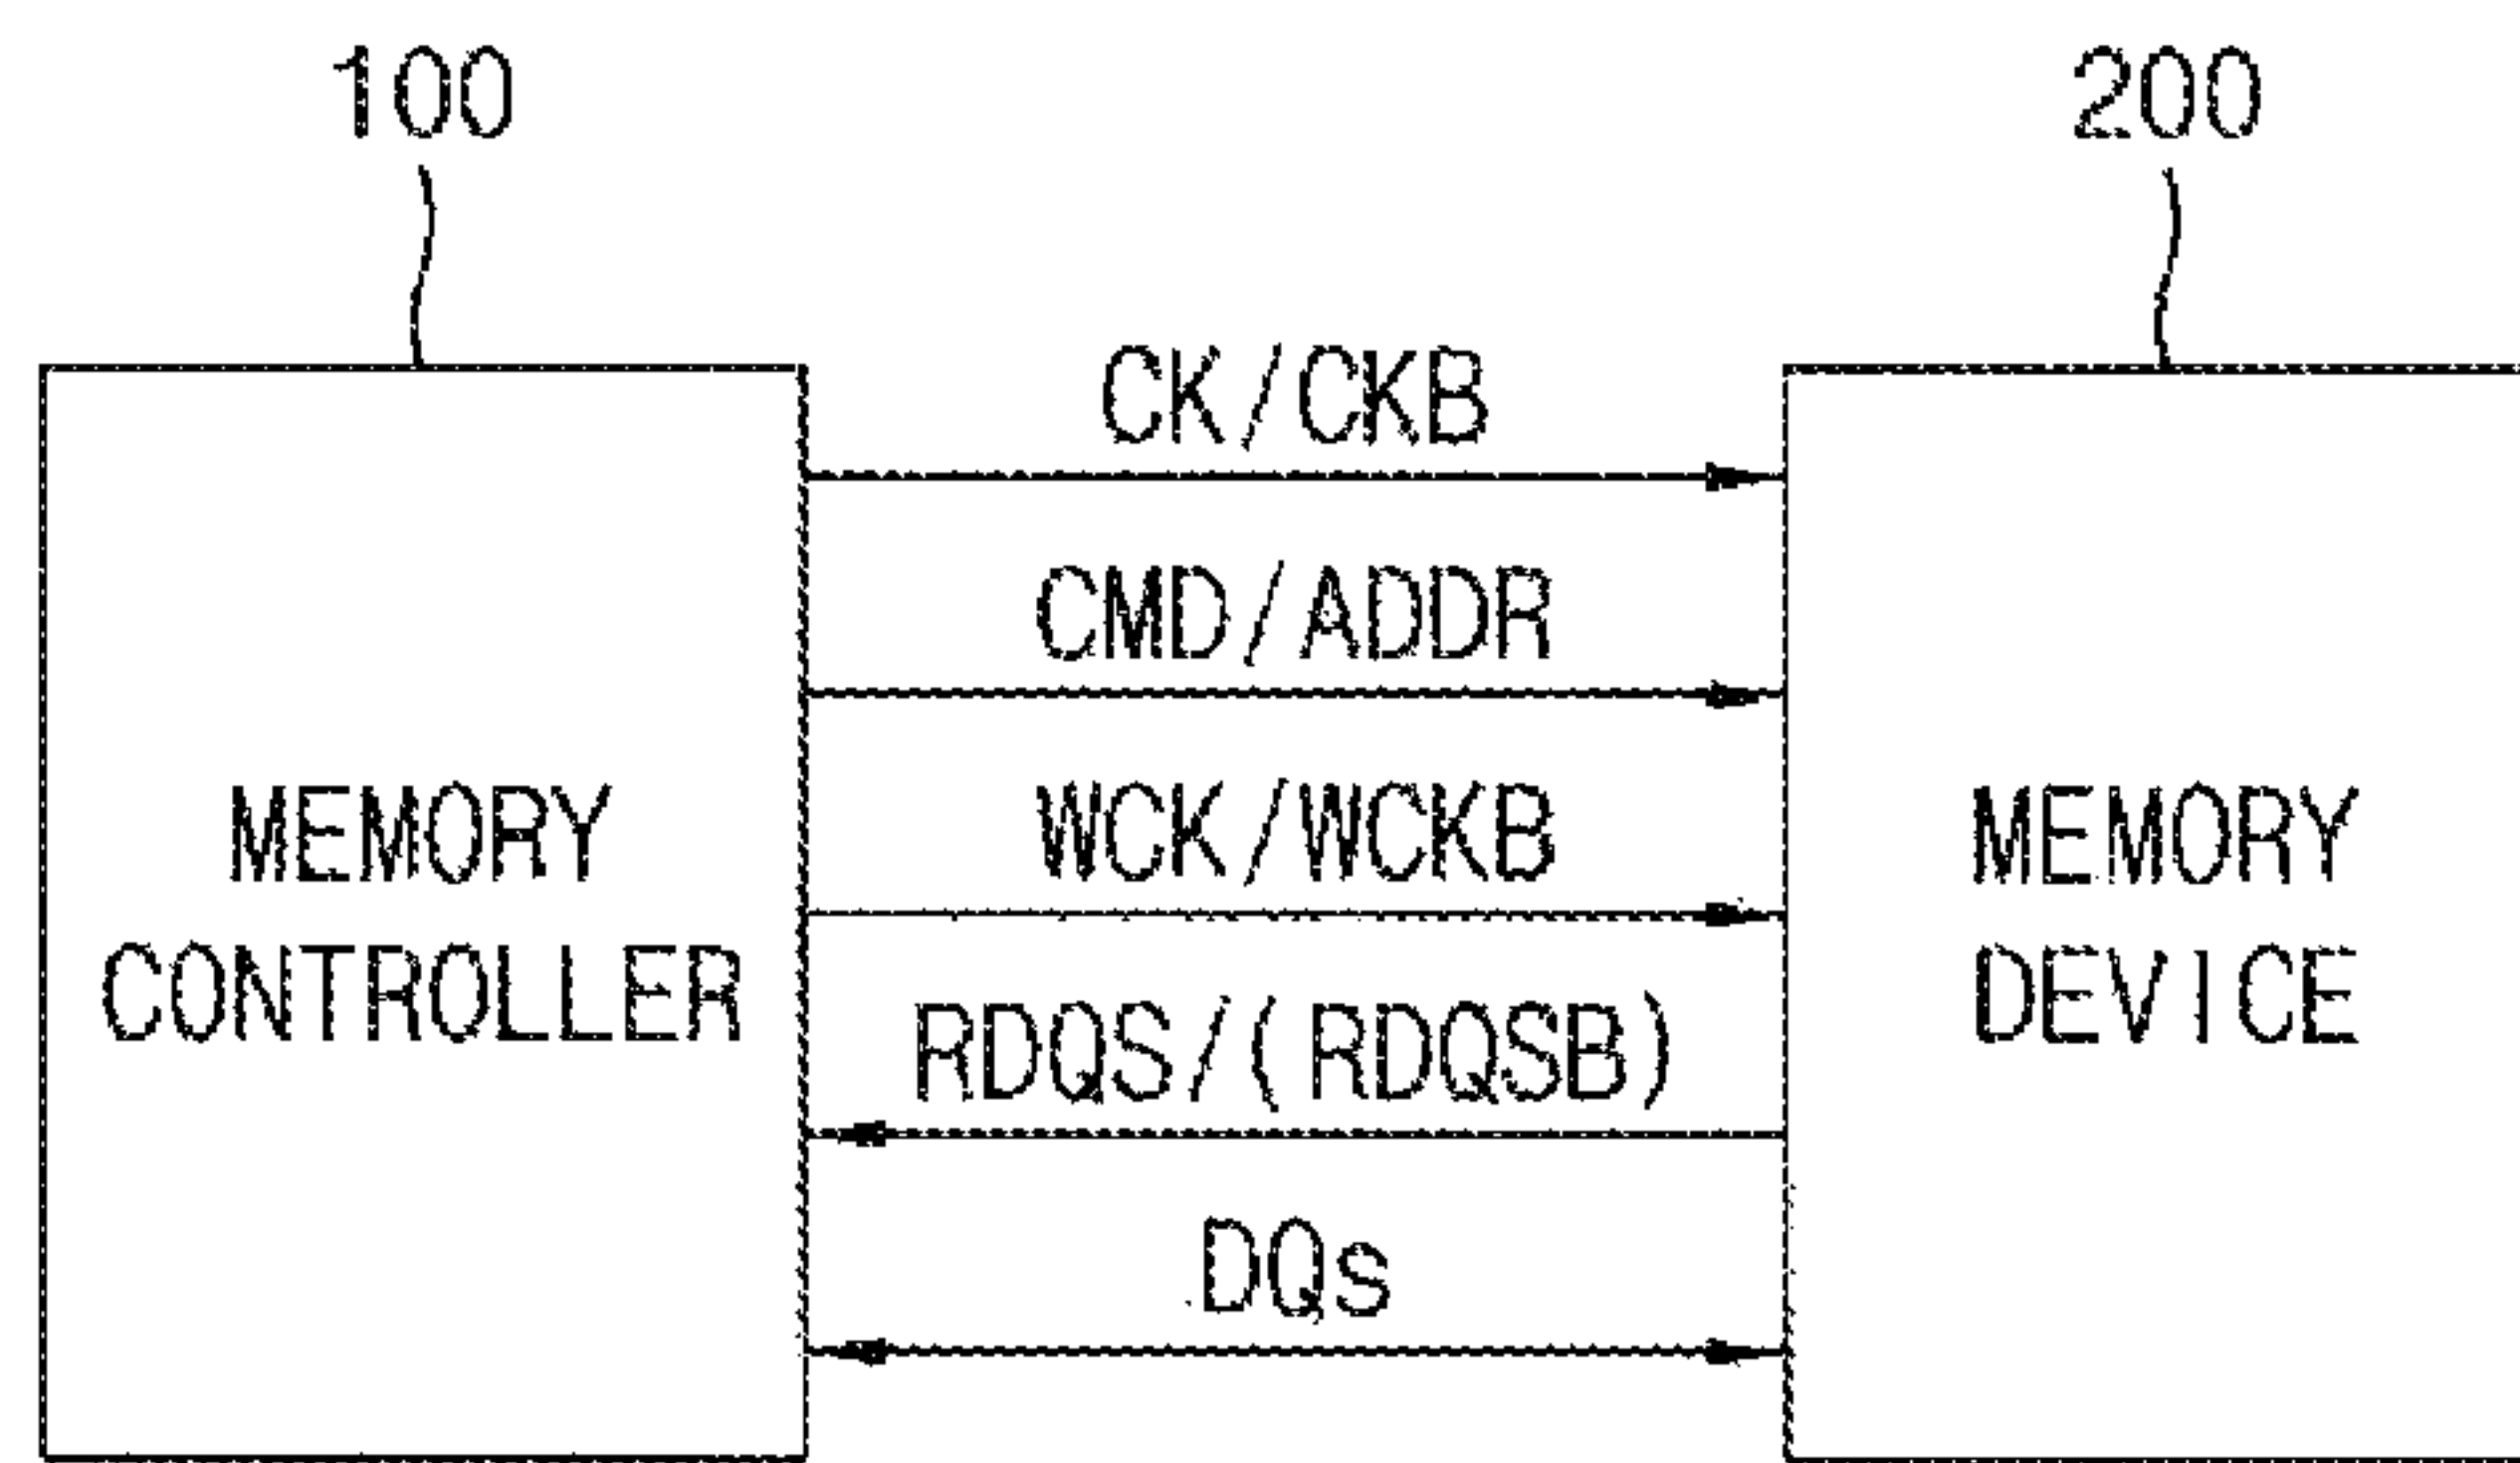 100
200
CK/CKB
CMD/ADDR
WCK/WCKB
RDQS/(RDQSB)
DQs
MEMORY
CONTROLLER
MEMORY
DEVICE